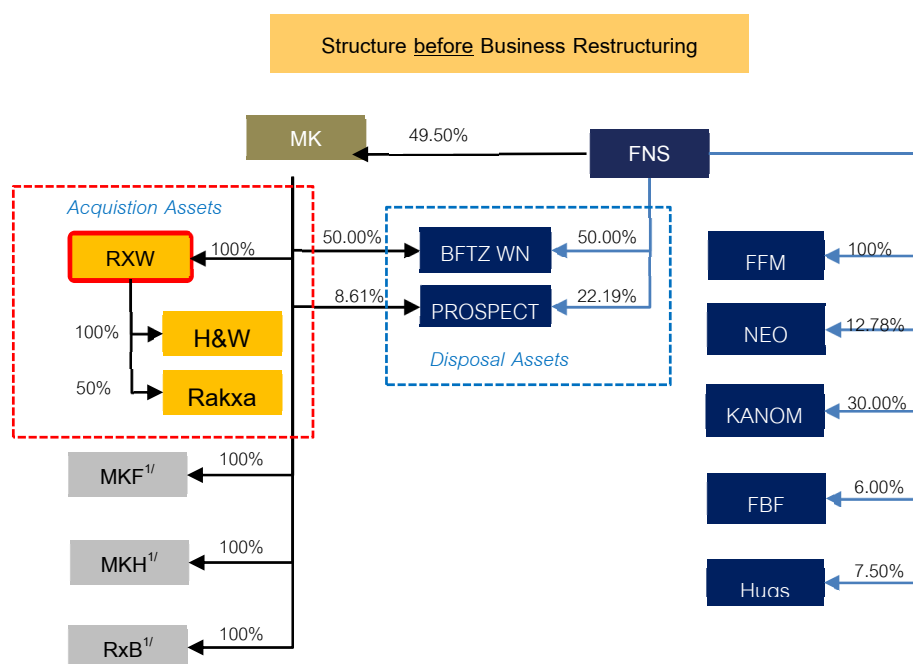 Structure before Business Restructuring
MK
49.50%
FNS
Acquistion Assets
RXW
100%
50.00%
BFTZ WN
50.00%
FFM
100%
8.61%
PROSPECT
22.19%
NEO
12.78%
100%
H&W
Disposal Assets
50%
Rakxa
KANOM
30.00%
MKF1/
100%
FBF
6.00%
MKH1/
100%
Hugs
7.50%
RxB1/
100%